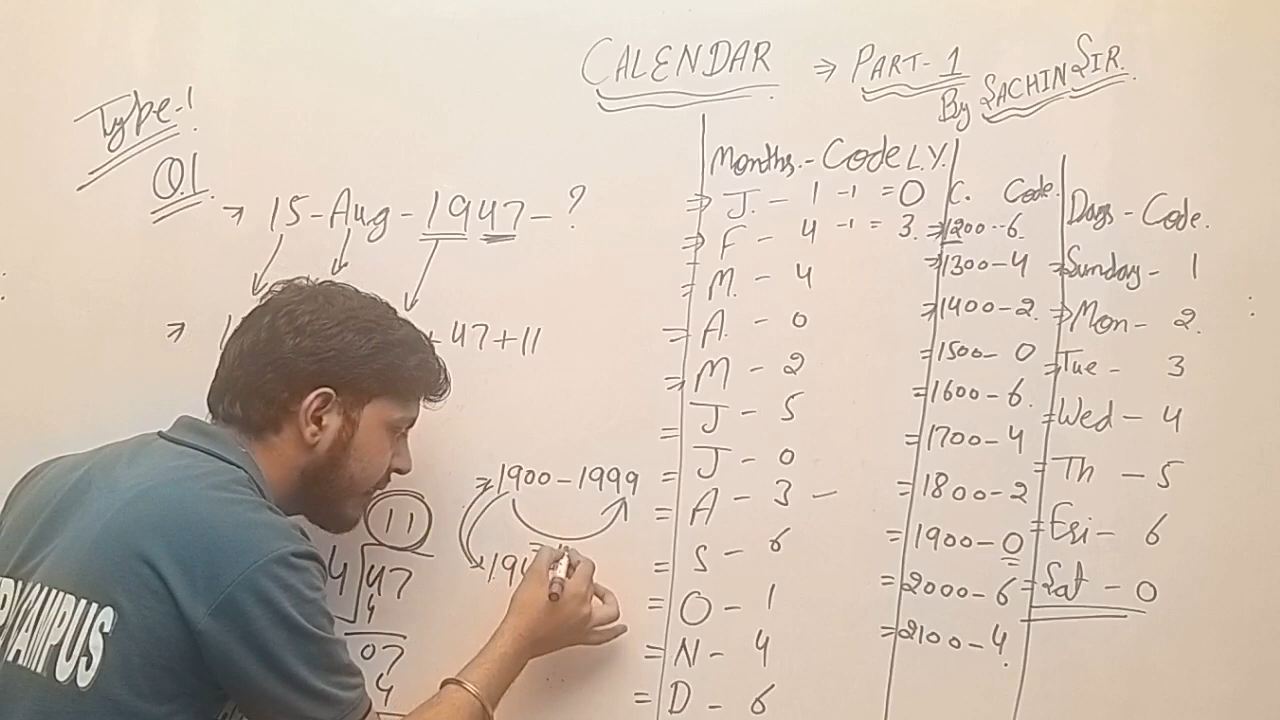 CALENDAR ⇒ PART-1
By SACHIN SIR.
Type-1
Q1.
→ 15-Aug-1947-?
+47+11
11
4 47
4
07
4
⇒ 1900-1999
Months.- Code L.Y.
⇒ J. - 1 -1 = 0
⇒ F - 4 -1 = 3.
= M. - 4
⇒ A. - 0
⇒ M - 2
= J - 5
= J - 0
= A - 3 -
= S - 6
= O - 1
= N - 4
= D - 6
C. Code.
⇒1200--6.
⇒1300-4
⇒1400-2.
=1500-0
=1600-6.
=1700-4
=1800-2
=1900-0
=2000-6
=2100-4.
Days - Code.
⇒Sunday - 1
⇒Mon - 2.
=Tue - 3
=Wed - 4
=Th - 5
=Fri - 6
=Sat - 0
CAMPUS